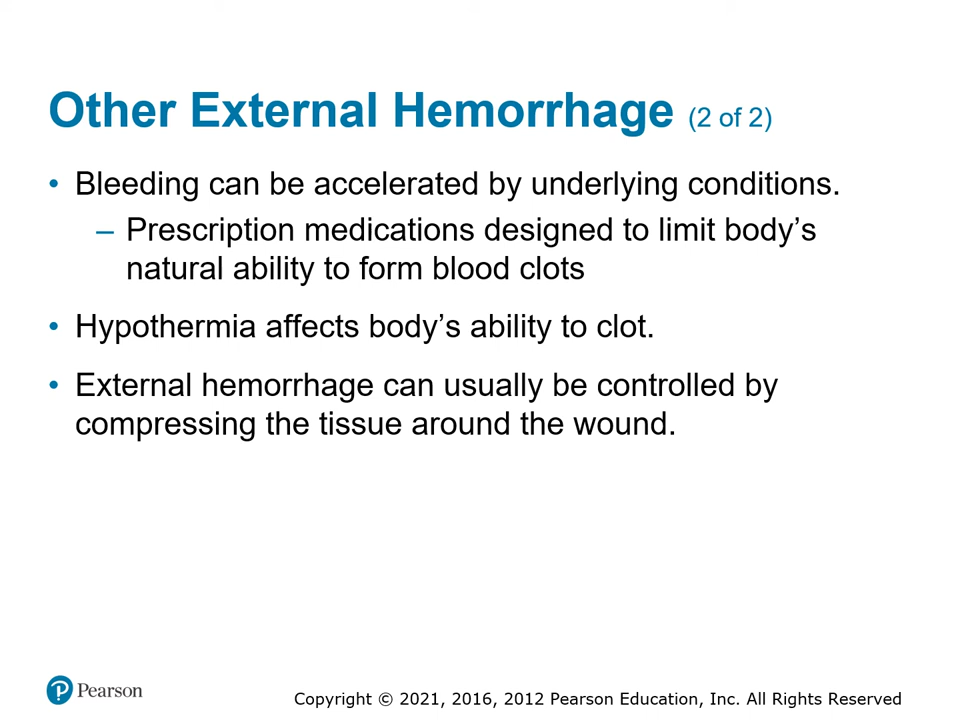 Other External Hemorrhage (2 of 2)
• Bleeding can be accelerated by underlying conditions.
– Prescription medications designed to limit body’s
natural ability to form blood clots
• Hypothermia affects body’s ability to clot.
• External hemorrhage can usually be controlled by
compressing the tissue around the wound.
Pearson
Copyright © 2021, 2016, 2012 Pearson Education, Inc. All Rights Reserved